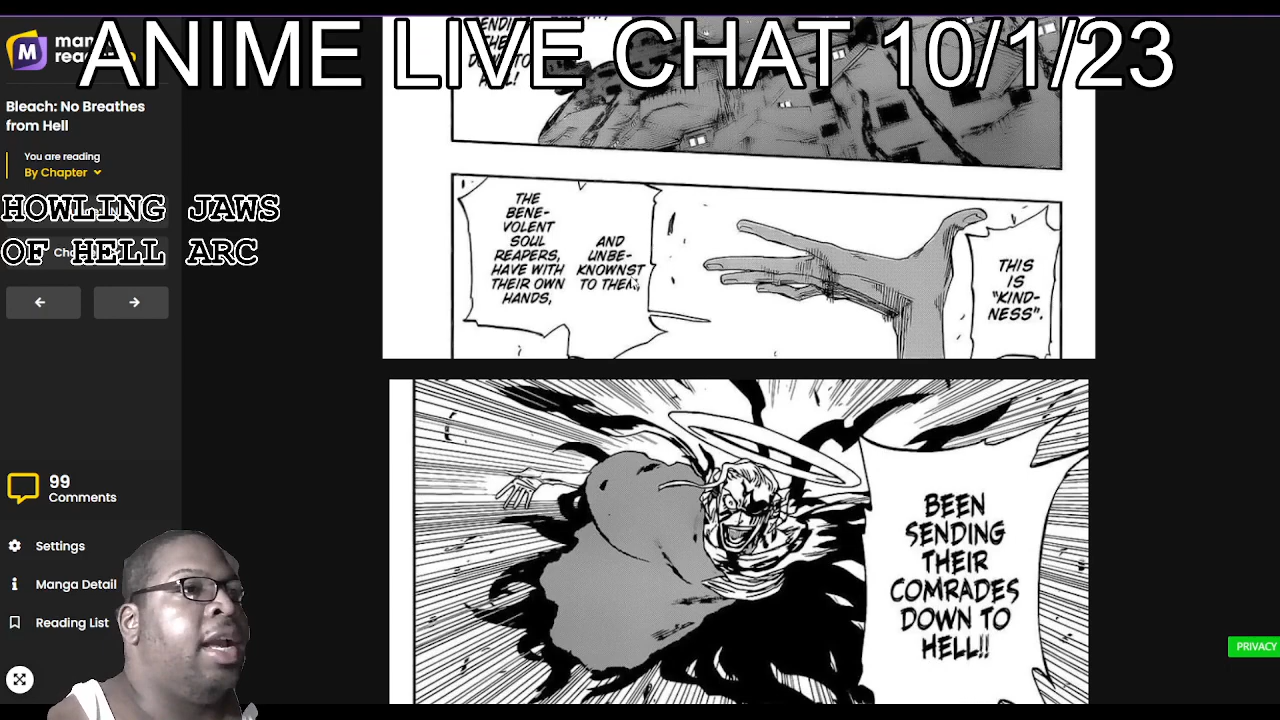 ANIME LIVE CHAT 10/1/23
Bleach: No Breathes
from Hell
You are reading
By Chapter
HOWLING JAWS
OF HELL ARC
99
Comments
Settings
Manga Detail
Reading List
HELL!
THIS
IS
"KIND-
NESS".
AND
UNBE-
KNOWNST
TO THEM,
THE
BENE-
VOLENT
SOUL
REAPERS,
HAVE WITH
THEIR OWN
HANDS,
BEEN
SENDING
THEIR
COMRADES
DOWN TO
HELL!!
PRIVACY